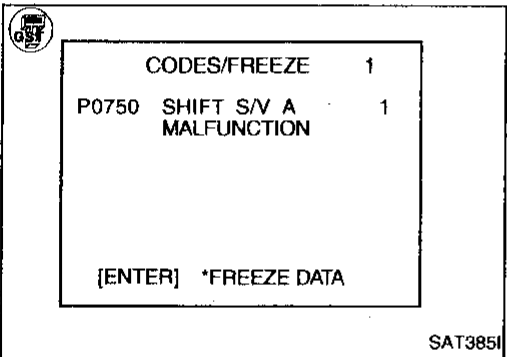 GST
CODES/FREEZE 1
P0750 SHIFT S/V A 1
MALFUNCTION
[ENTER] *FREEZE DATA
SAT385I